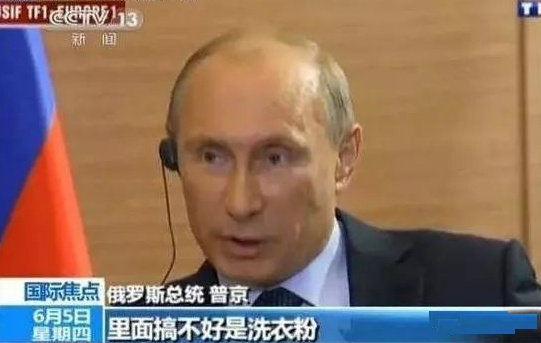 USIF TF1-EUROPE 1
CCTV 13
新闻
国际焦点
俄罗斯总统 普京
6月5日
星期四
里面搞不好是洗衣粉